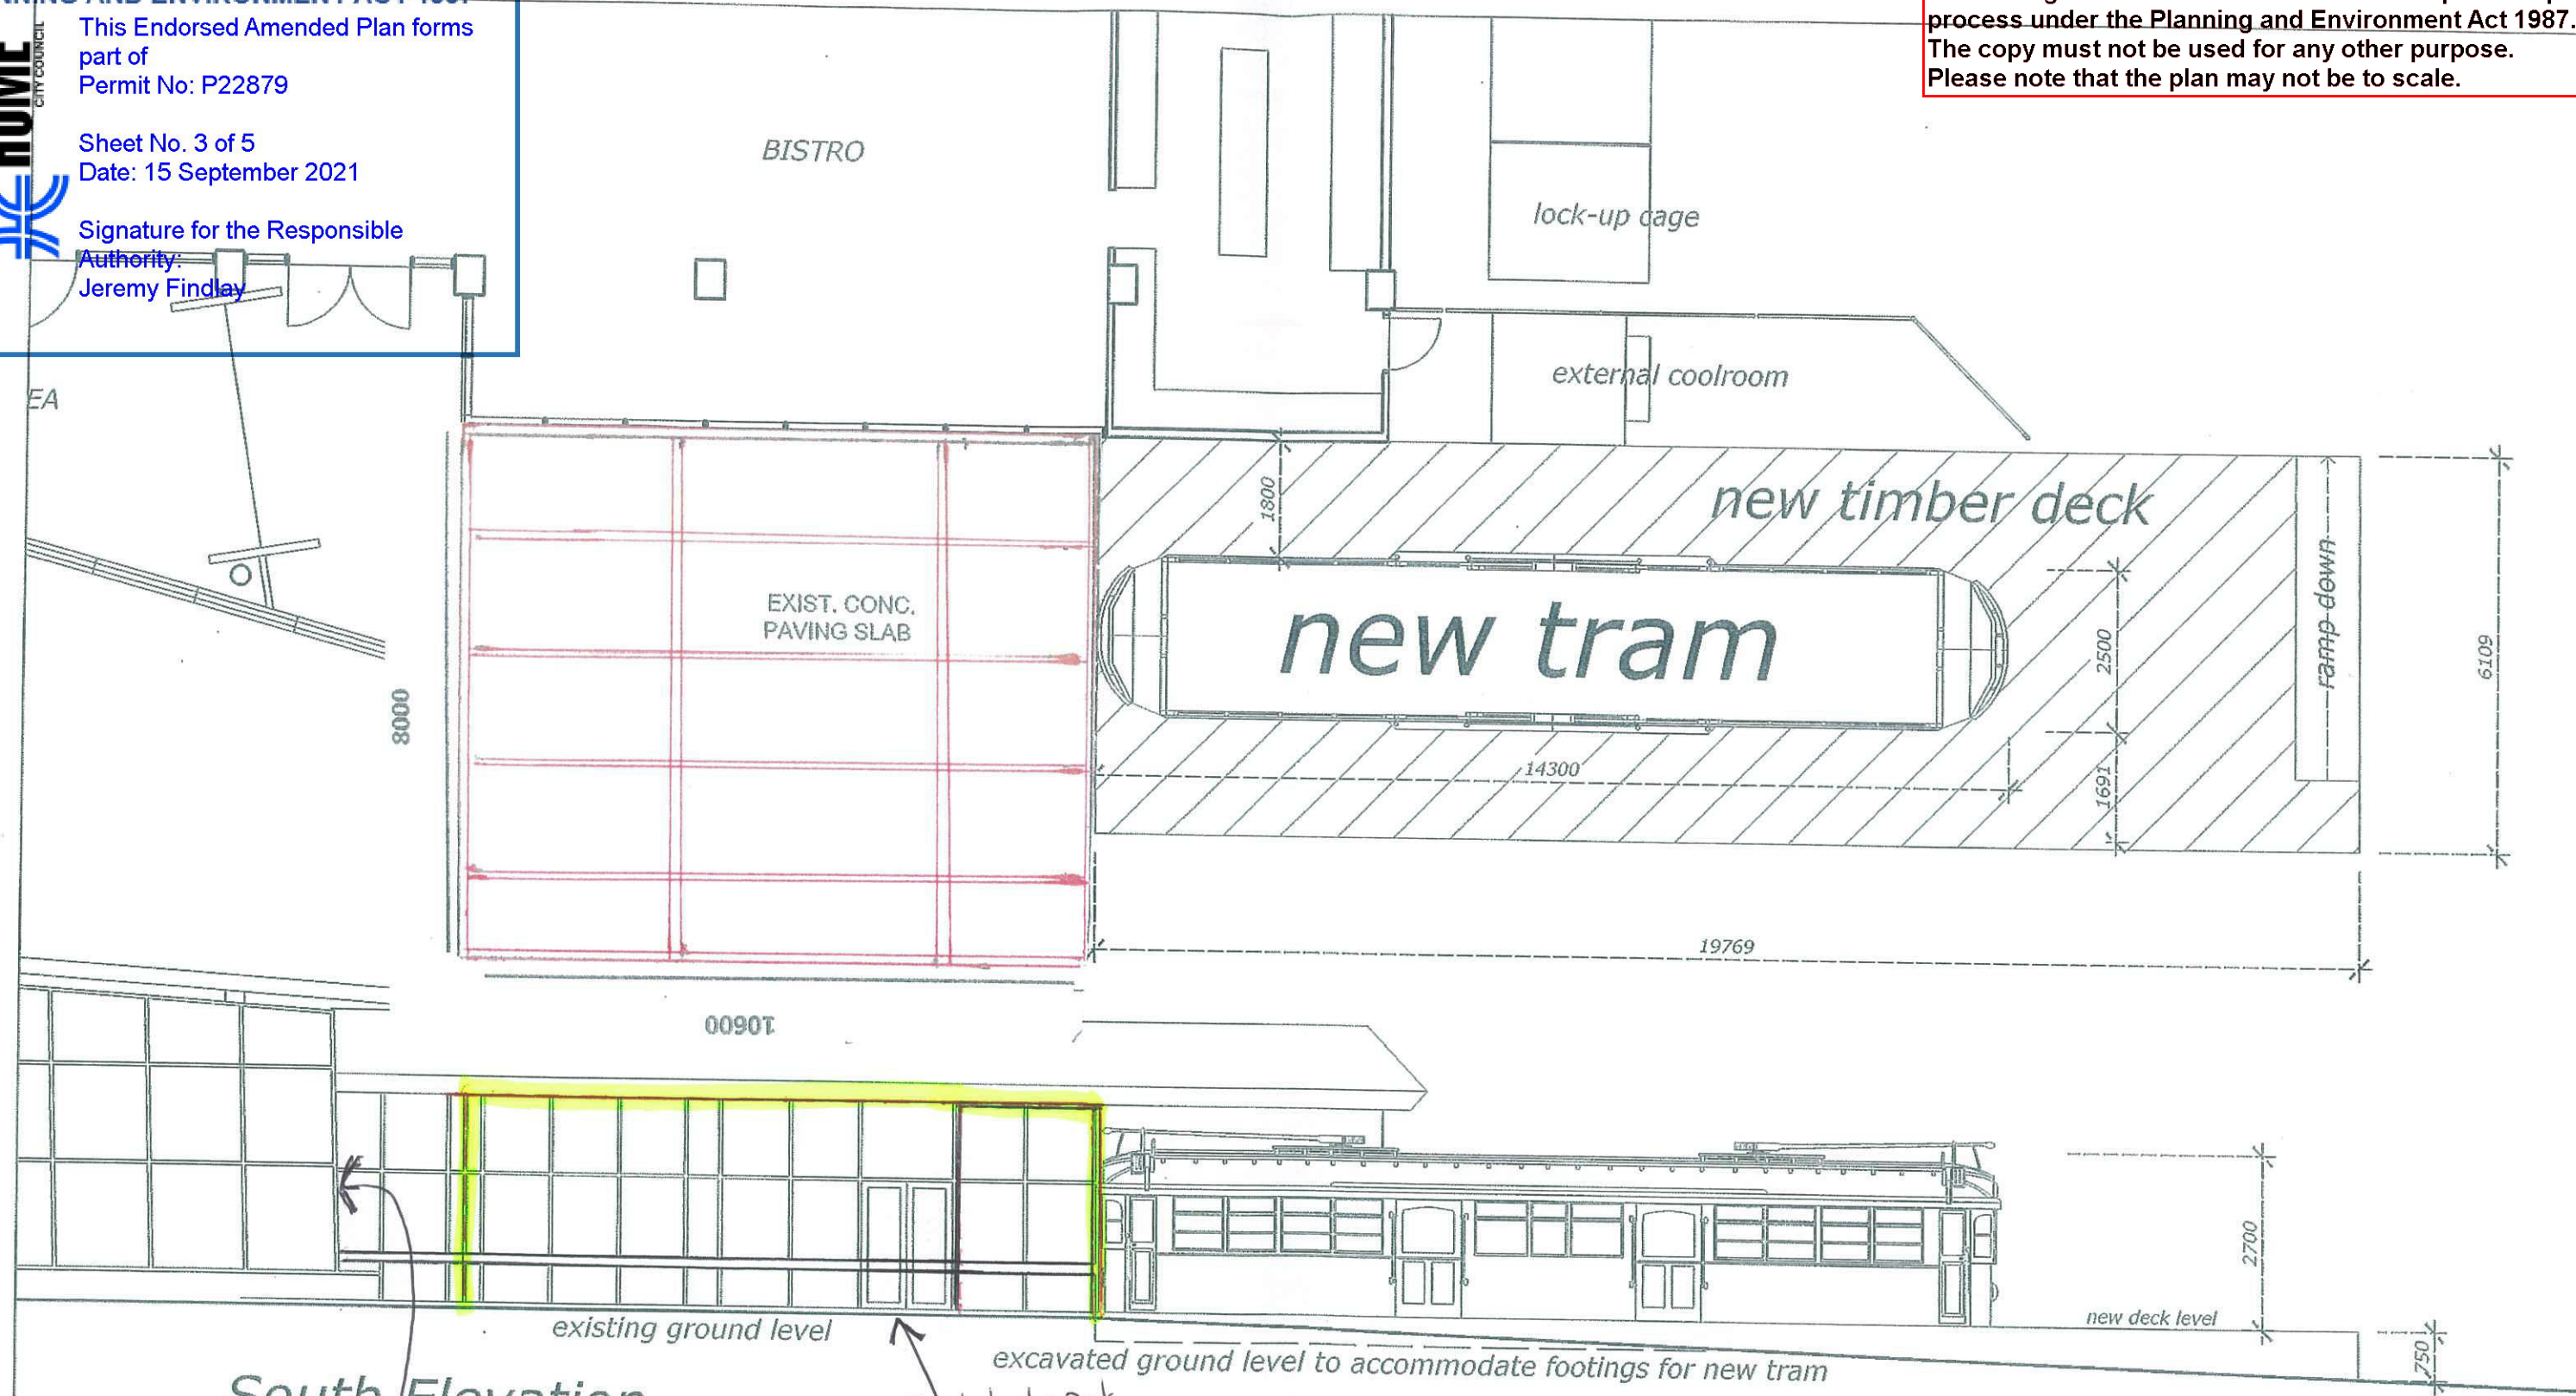 This Endorsed Amended Plan forms
part of
Permit No: P22879
Sheet No. 3 of 5
Date: 15 September 2021
Signature for the Responsible
Authority:
Jeremy Findlay
HUME
CITY COUNCIL
process under the Planning and Environment Act 1987.
The copy must not be used for any other purpose.
Please note that the plan may not be to scale.
BISTRO
lock-up cage
external coolroom
EA
new timber deck
1800
EXIST. CONC.
PAVING SLAB
new tram
ramp down
2500
6109
8000
14300
1691
19769
10600
2700
new deck level
existing ground level
excavated ground level to accommodate footings for new tram
750
South Elevation